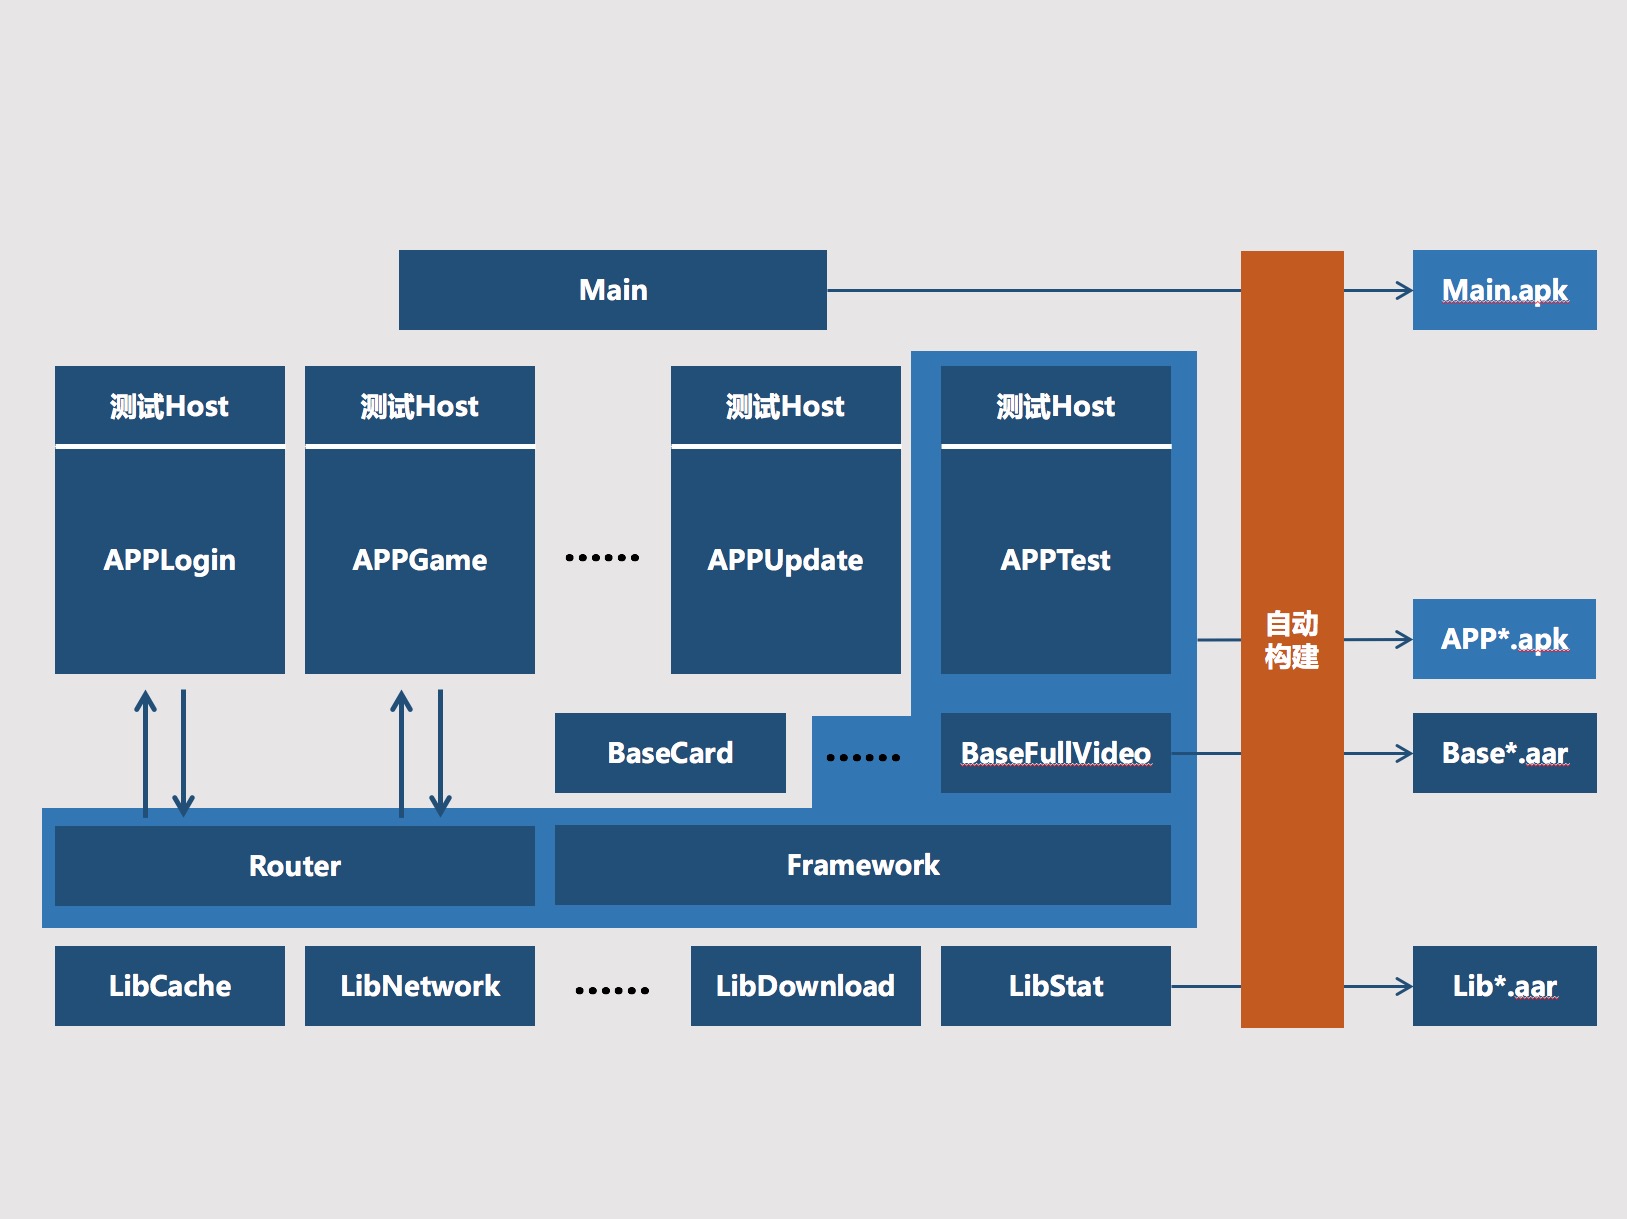 Main
Main.apk
测试Host
测试Host
测试Host
测试Host
APPLogin
APPGame
......
APPUpdate
APPTest
自动
构建
APP*.apk
BaseCard
......
BaseFullVideo
Base*.aar
Router
Framework
LibCache
LibNetwork
......
LibDownload
LibStat
Lib*.aar